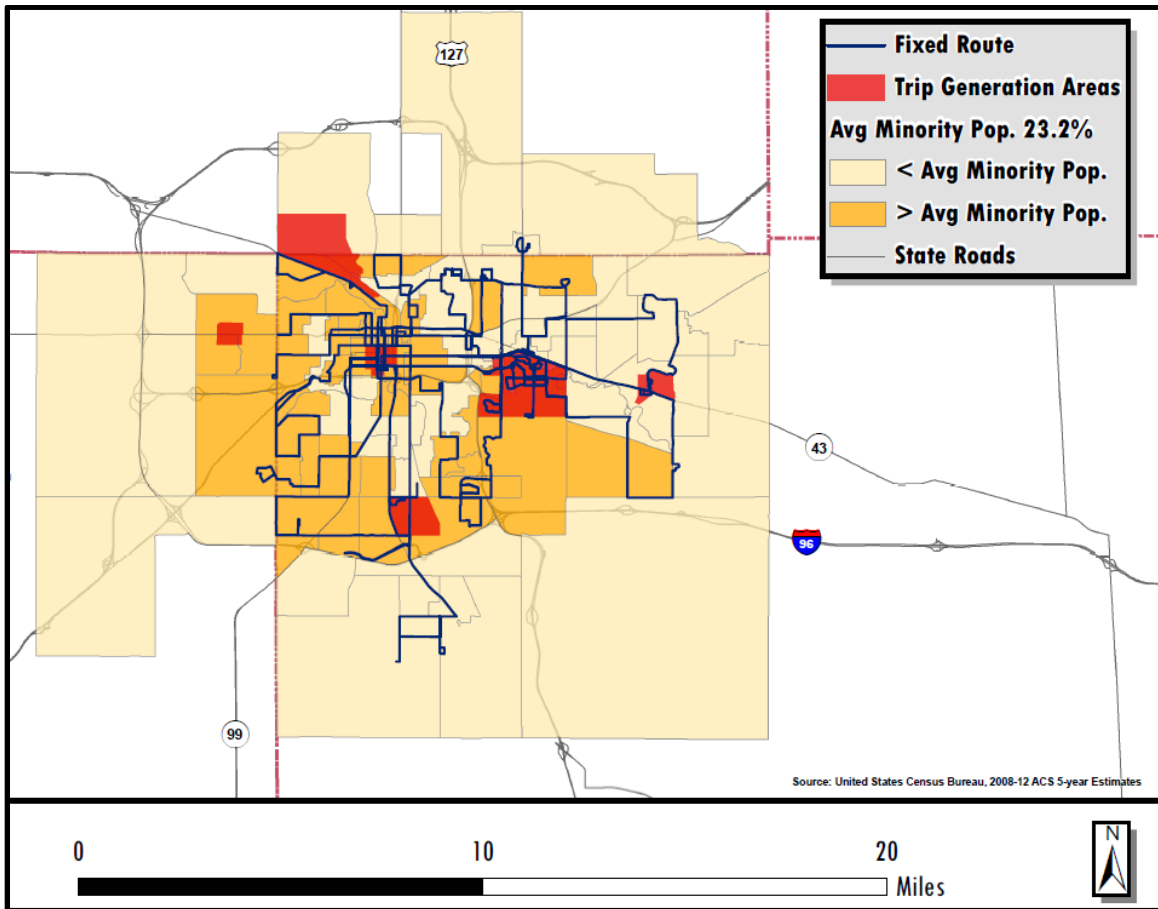 127
Fixed Route
Trip Generation Areas
Avg Minority Pop. 23.2%
< Avg Minority Pop.
> Avg Minority Pop.
State Roads
43
96
99
Source: United States Census Bureau, 2008-12 ACS 5-year Estimates
0 10 20
Miles
N